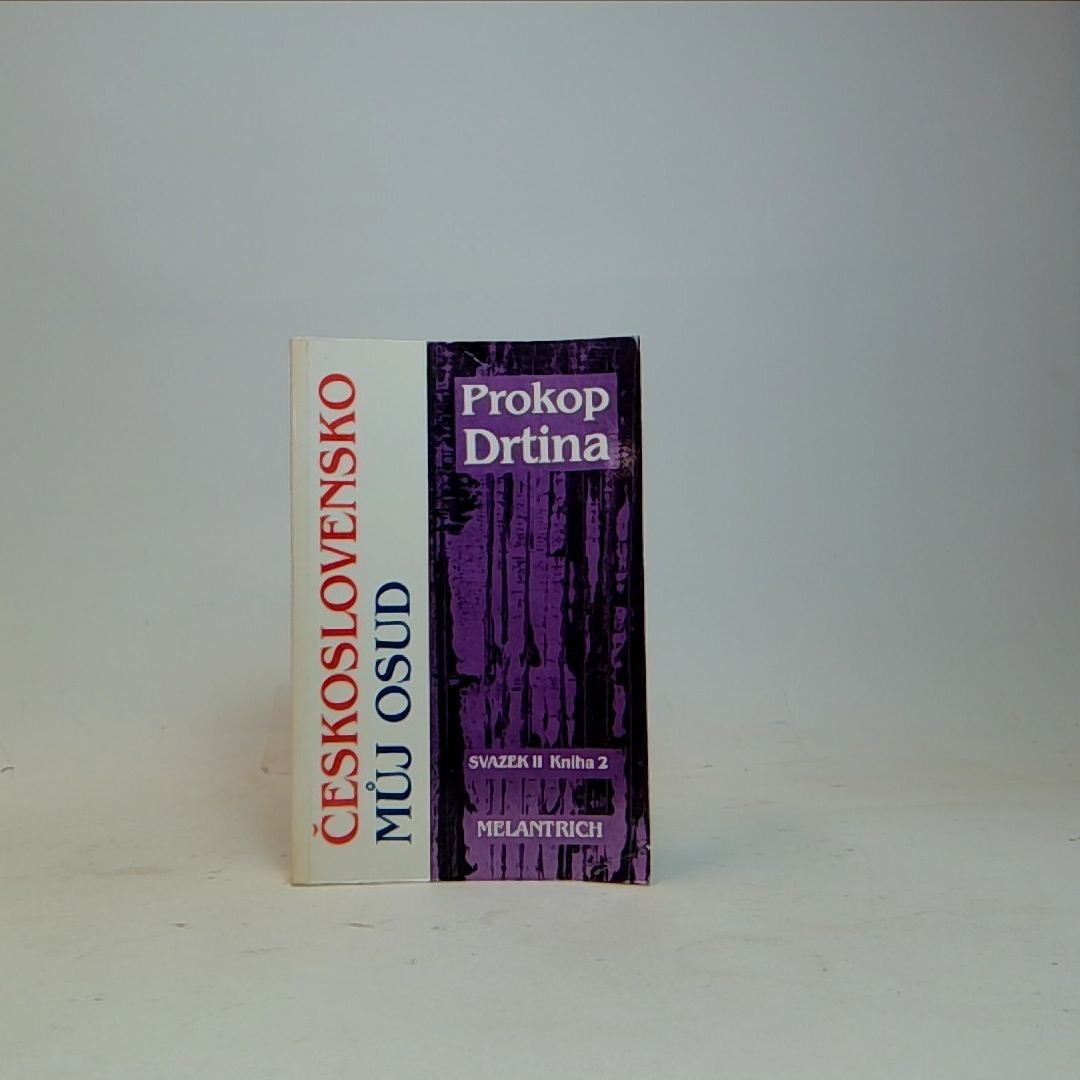 ČESKOSLOVENSKO
MŮJ OSUD
Prokop
Drtina
SVAZEK II Kniha 2
MELANTRICH